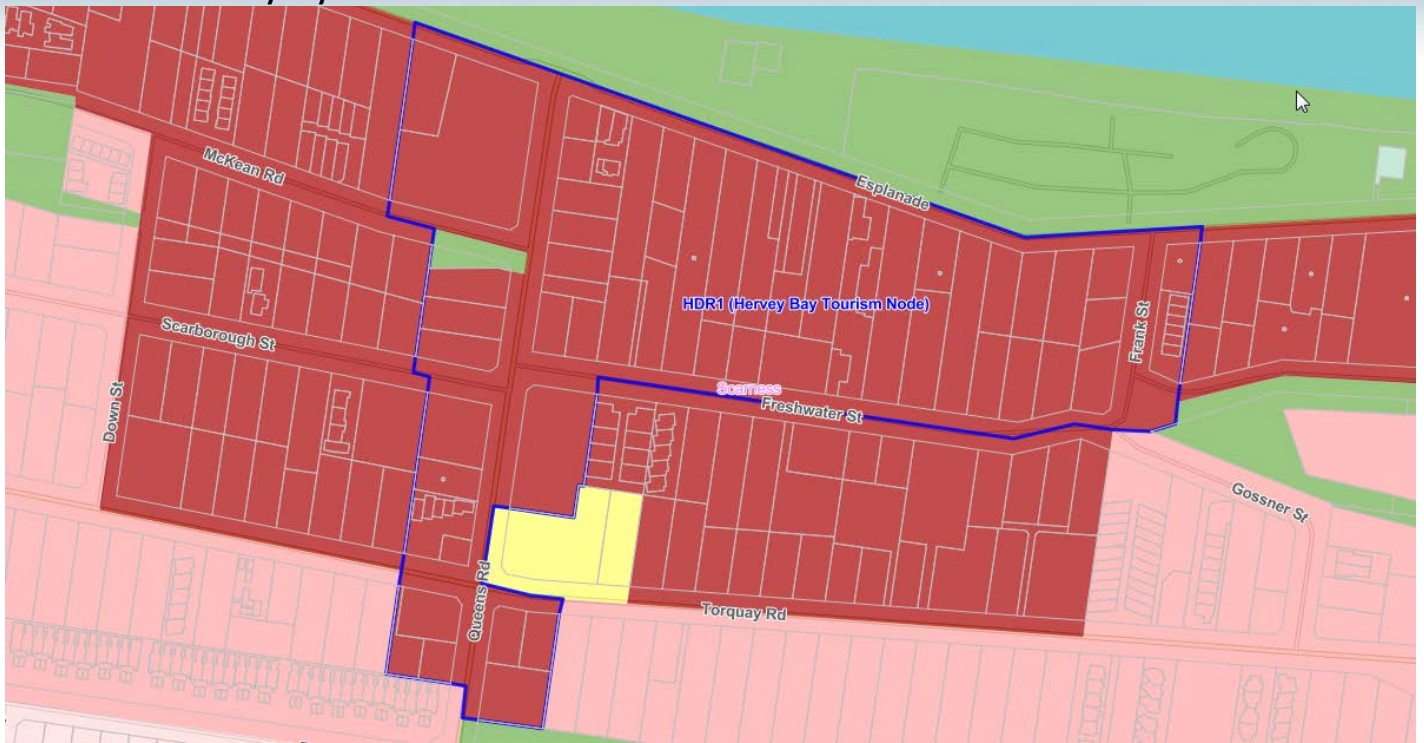 McKean Rd
Esplanade
HDR1 (Hervey Bay Tourism Node)
Frank St
Scarborough St
Scarness
Freshwater St
Down St
Gossner St
Queens Rd
Torquay Rd